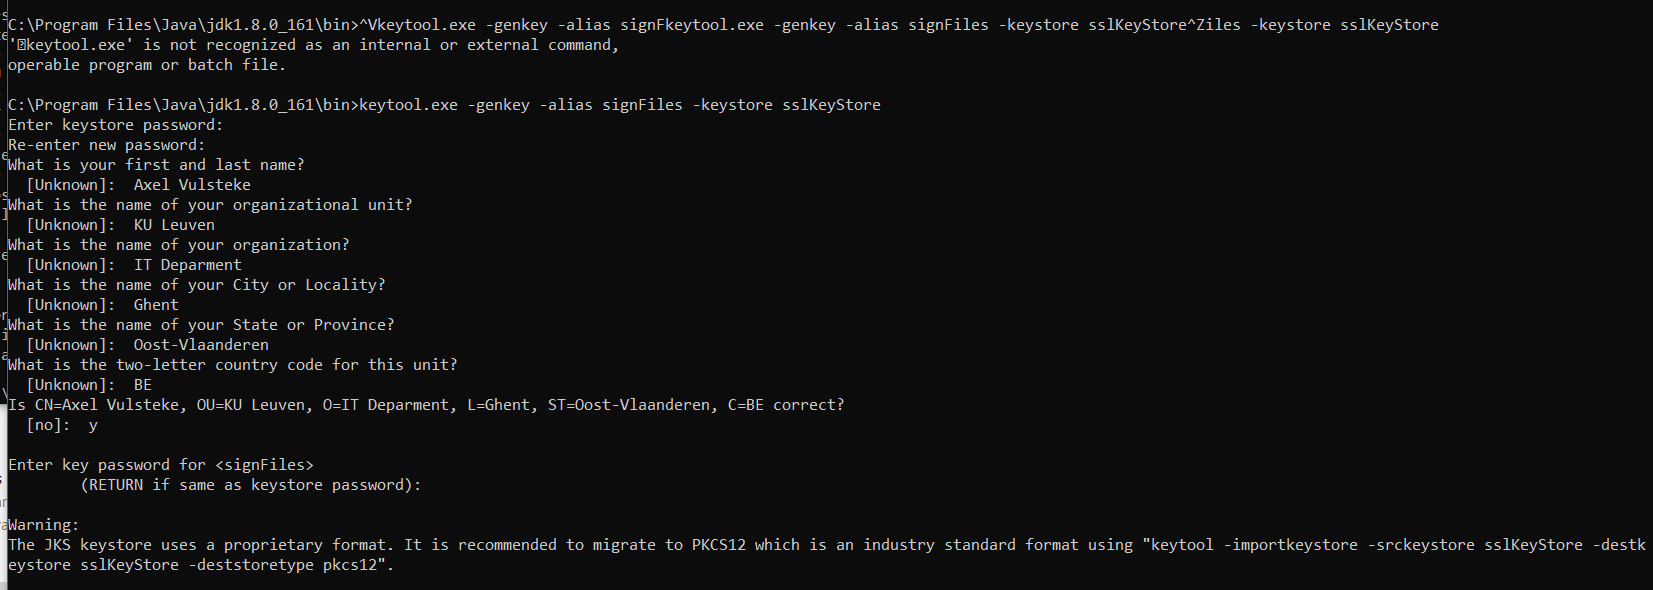 C:\Program Files\Java\jdk1.8.0_161\bin>^Vkeytool.exe -genkey -alias signFkeytool.exe -genkey -alias signFiles -keystore sslKeyStore^Ziles -keystore sslKeyStore
'keytool.exe' is not recognized as an internal or external command,
operable program or batch file.
C:\Program Files\Java\jdk1.8.0_161\bin>keytool.exe -genkey -alias signFiles -keystore sslKeyStore
Enter keystore password:
Re-enter new password:
What is your first and last name?
[Unknown]:  Axel Vulsteke
What is the name of your organizational unit?
[Unknown]:  KU Leuven
What is the name of your organization?
[Unknown]:  IT Deparment
What is the name of your City or Locality?
[Unknown]:  Ghent
What is the name of your State or Province?
[Unknown]:  Oost-Vlaanderen
What is the two-letter country code for this unit?
[Unknown]:  BE
Is CN=Axel Vulsteke, OU=KU Leuven, O=IT Deparment, L=Ghent, ST=Oost-Vlaanderen, C=BE correct?
[no]:  y
Enter key password for <signFiles>
(RETURN if same as keystore password):
Warning:
The JKS keystore uses a proprietary format. It is recommended to migrate to PKCS12 which is an industry standard format using "keytool -importkeystore -srckeystore sslKeyStore -destk
eystore sslKeyStore -deststoretype pkcs12".